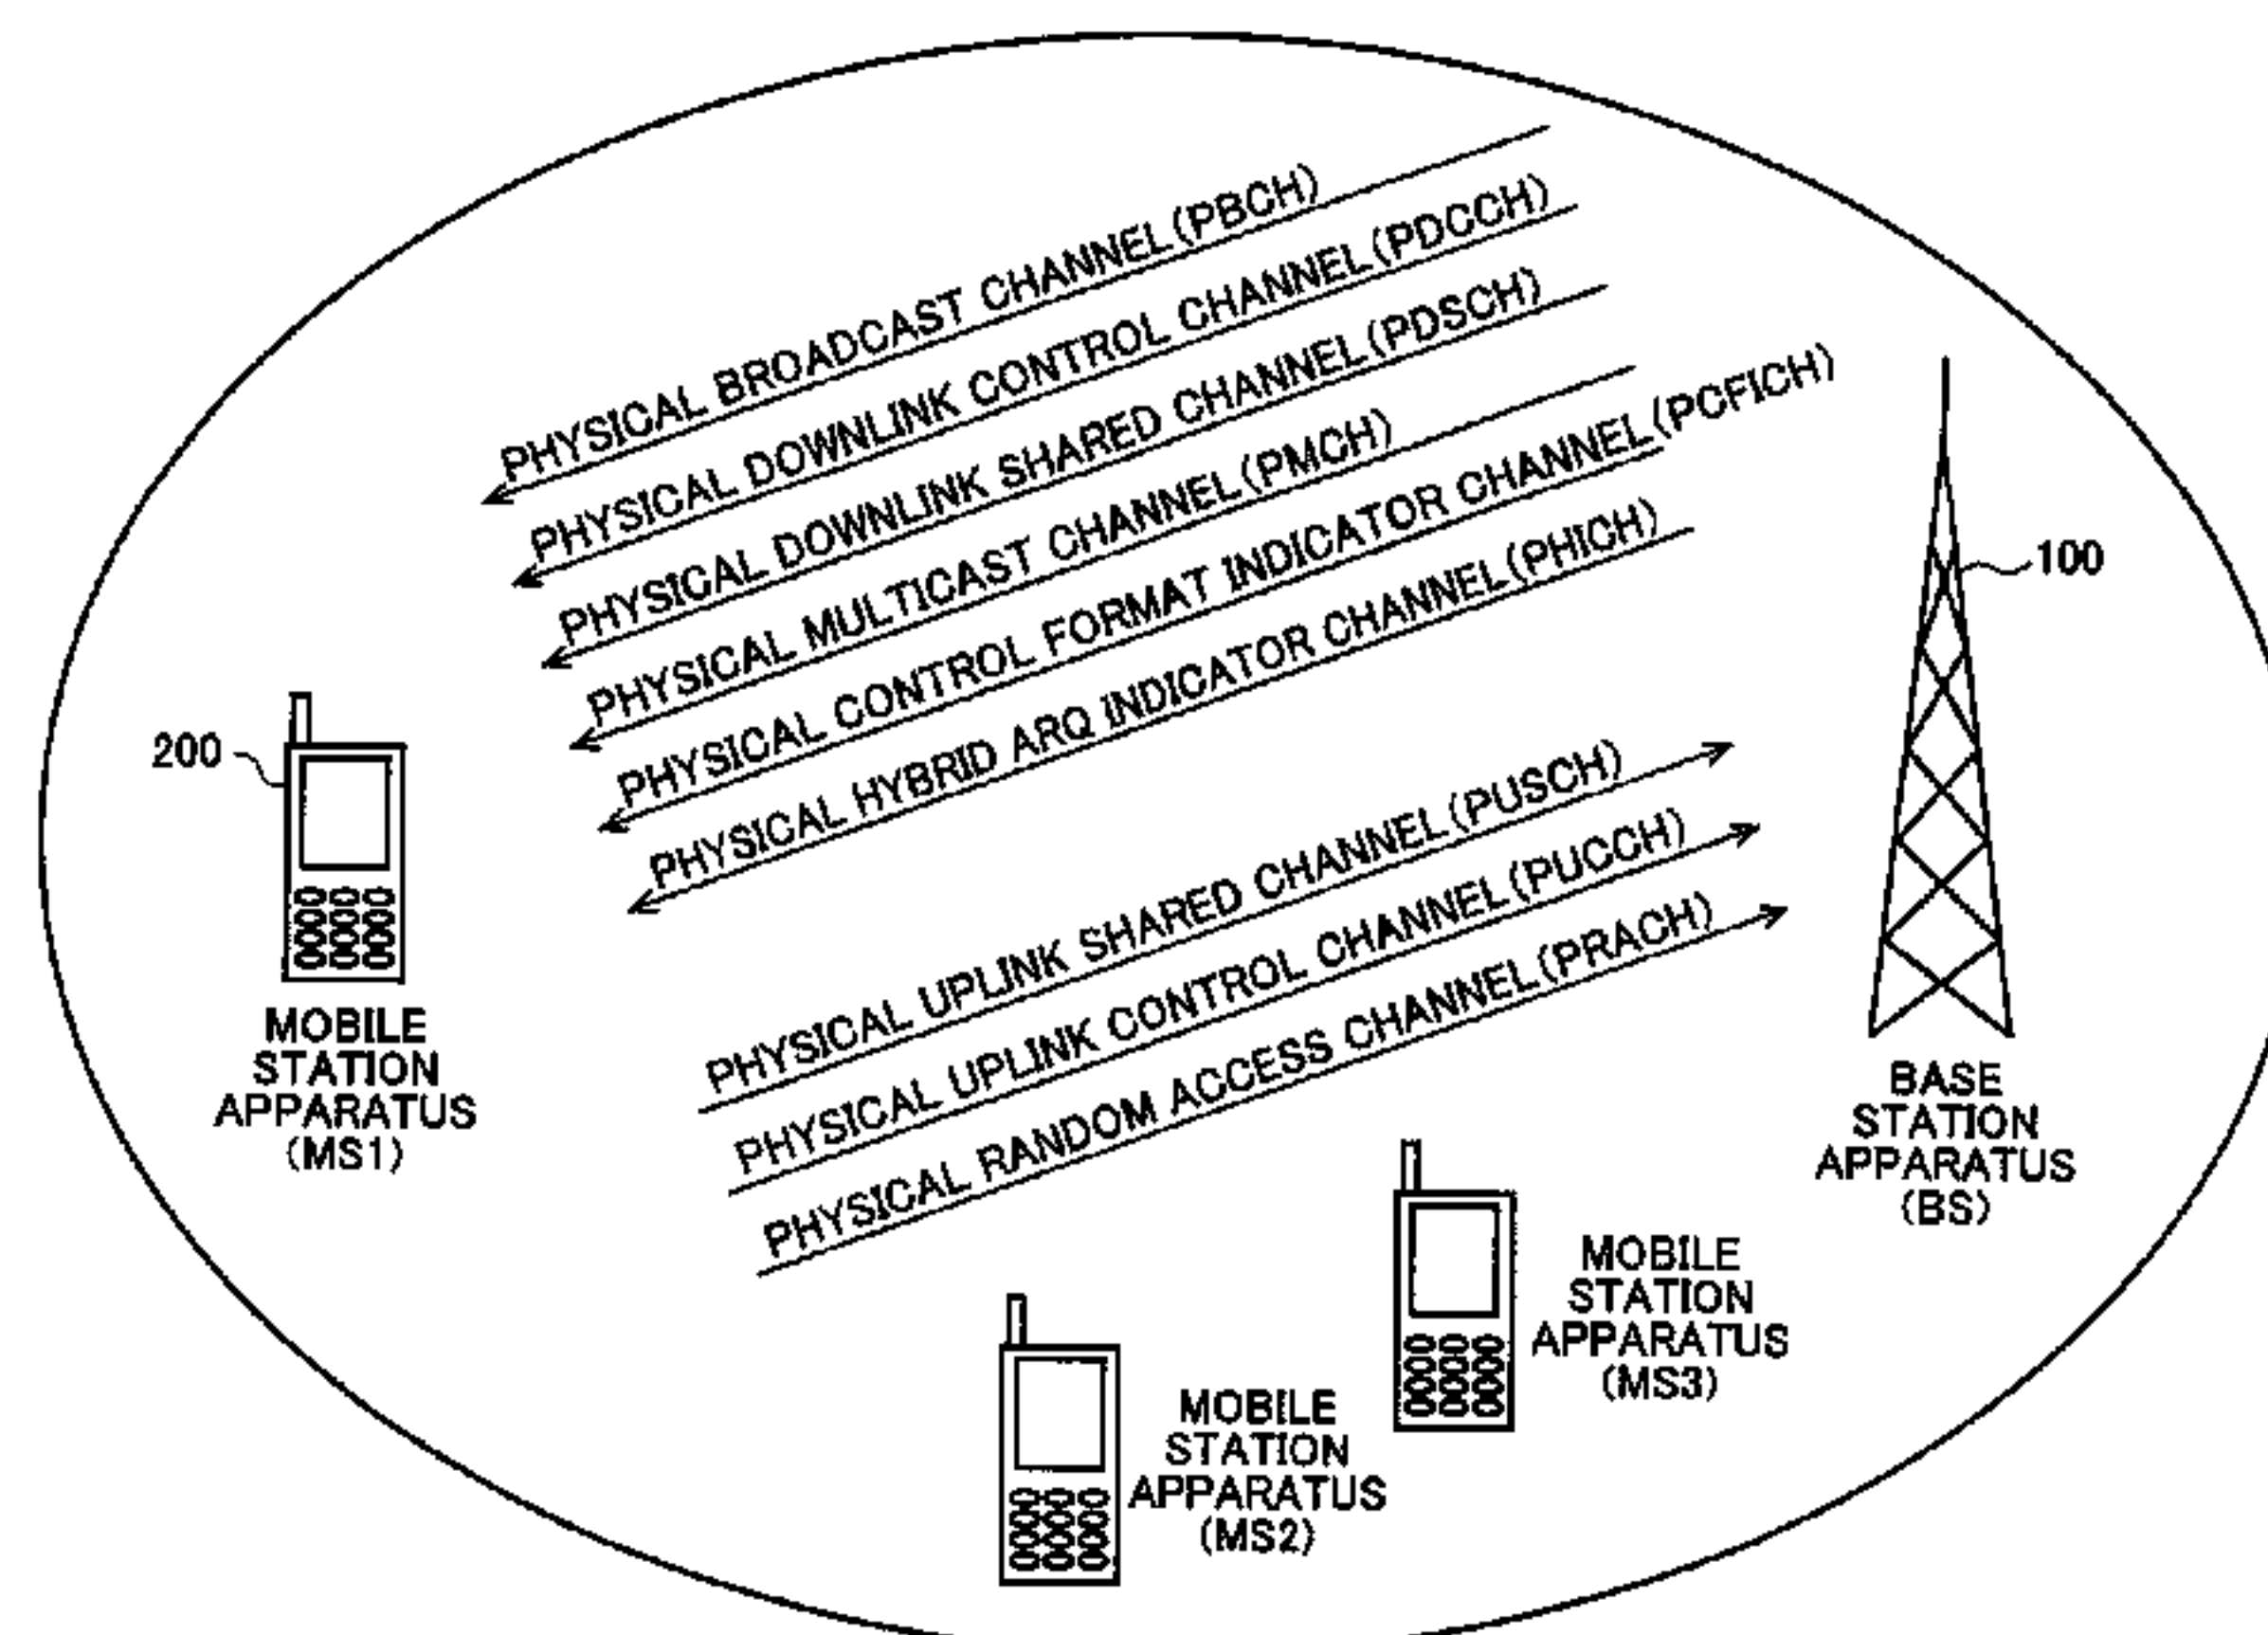 PHYSICAL BROADCAST CHANNEL(PBCH)
PHYSICAL DOWNLINK CONTROL CHANNEL(PDCCH)
PHYSICAL DOWNLINK SHARED CHANNEL(PDSCH)
PHYSICAL MULTICAST CHANNEL(PMCH)
PHYSICAL CONTROL FORMAT INDICATOR CHANNEL(PCFICH)
PHYSICAL HYBRID ARQ INDICATOR CHANNEL(PHICH)
100
200
PHYSICAL UPLINK SHARED CHANNEL(PUSCH)
PHYSICAL UPLINK CONTROL CHANNEL(PUCCH)
PHYSICAL RANDOM ACCESS CHANNEL(PRACH)
MOBILE
STATION
APPARATUS
(MS1)
BASE
STATION
APPARATUS
(BS)
MOBILE
STATION
APPARATUS
(MS3)
MOBILE
STATION
APPARATUS
(MS2)